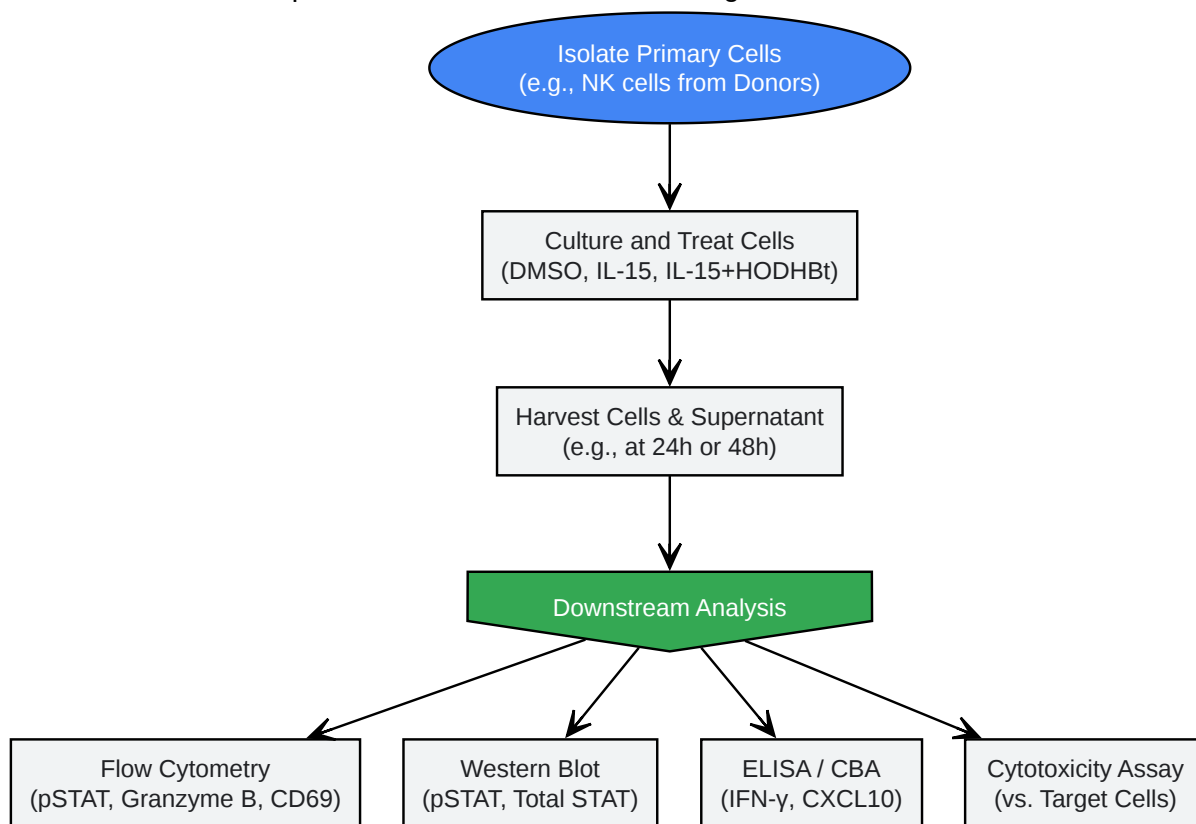 Isolate Primary Cells
(e.g., NK cells from Donors)
Culture and Treat Cells
(DMSO, IL-15, IL-15+HODHBt)
Harvest Cells & Supernatant
(e.g., at 24h or 48h)
Downstream Analysis
Flow Cytometry
(pSTAT, Granzyme B, CD69)
Western Blot
(pSTAT, Total STAT)
ELISA / CBA
(IFN-γ, CXCL10)
Cytotoxicity Assay
(vs. Target Cells)